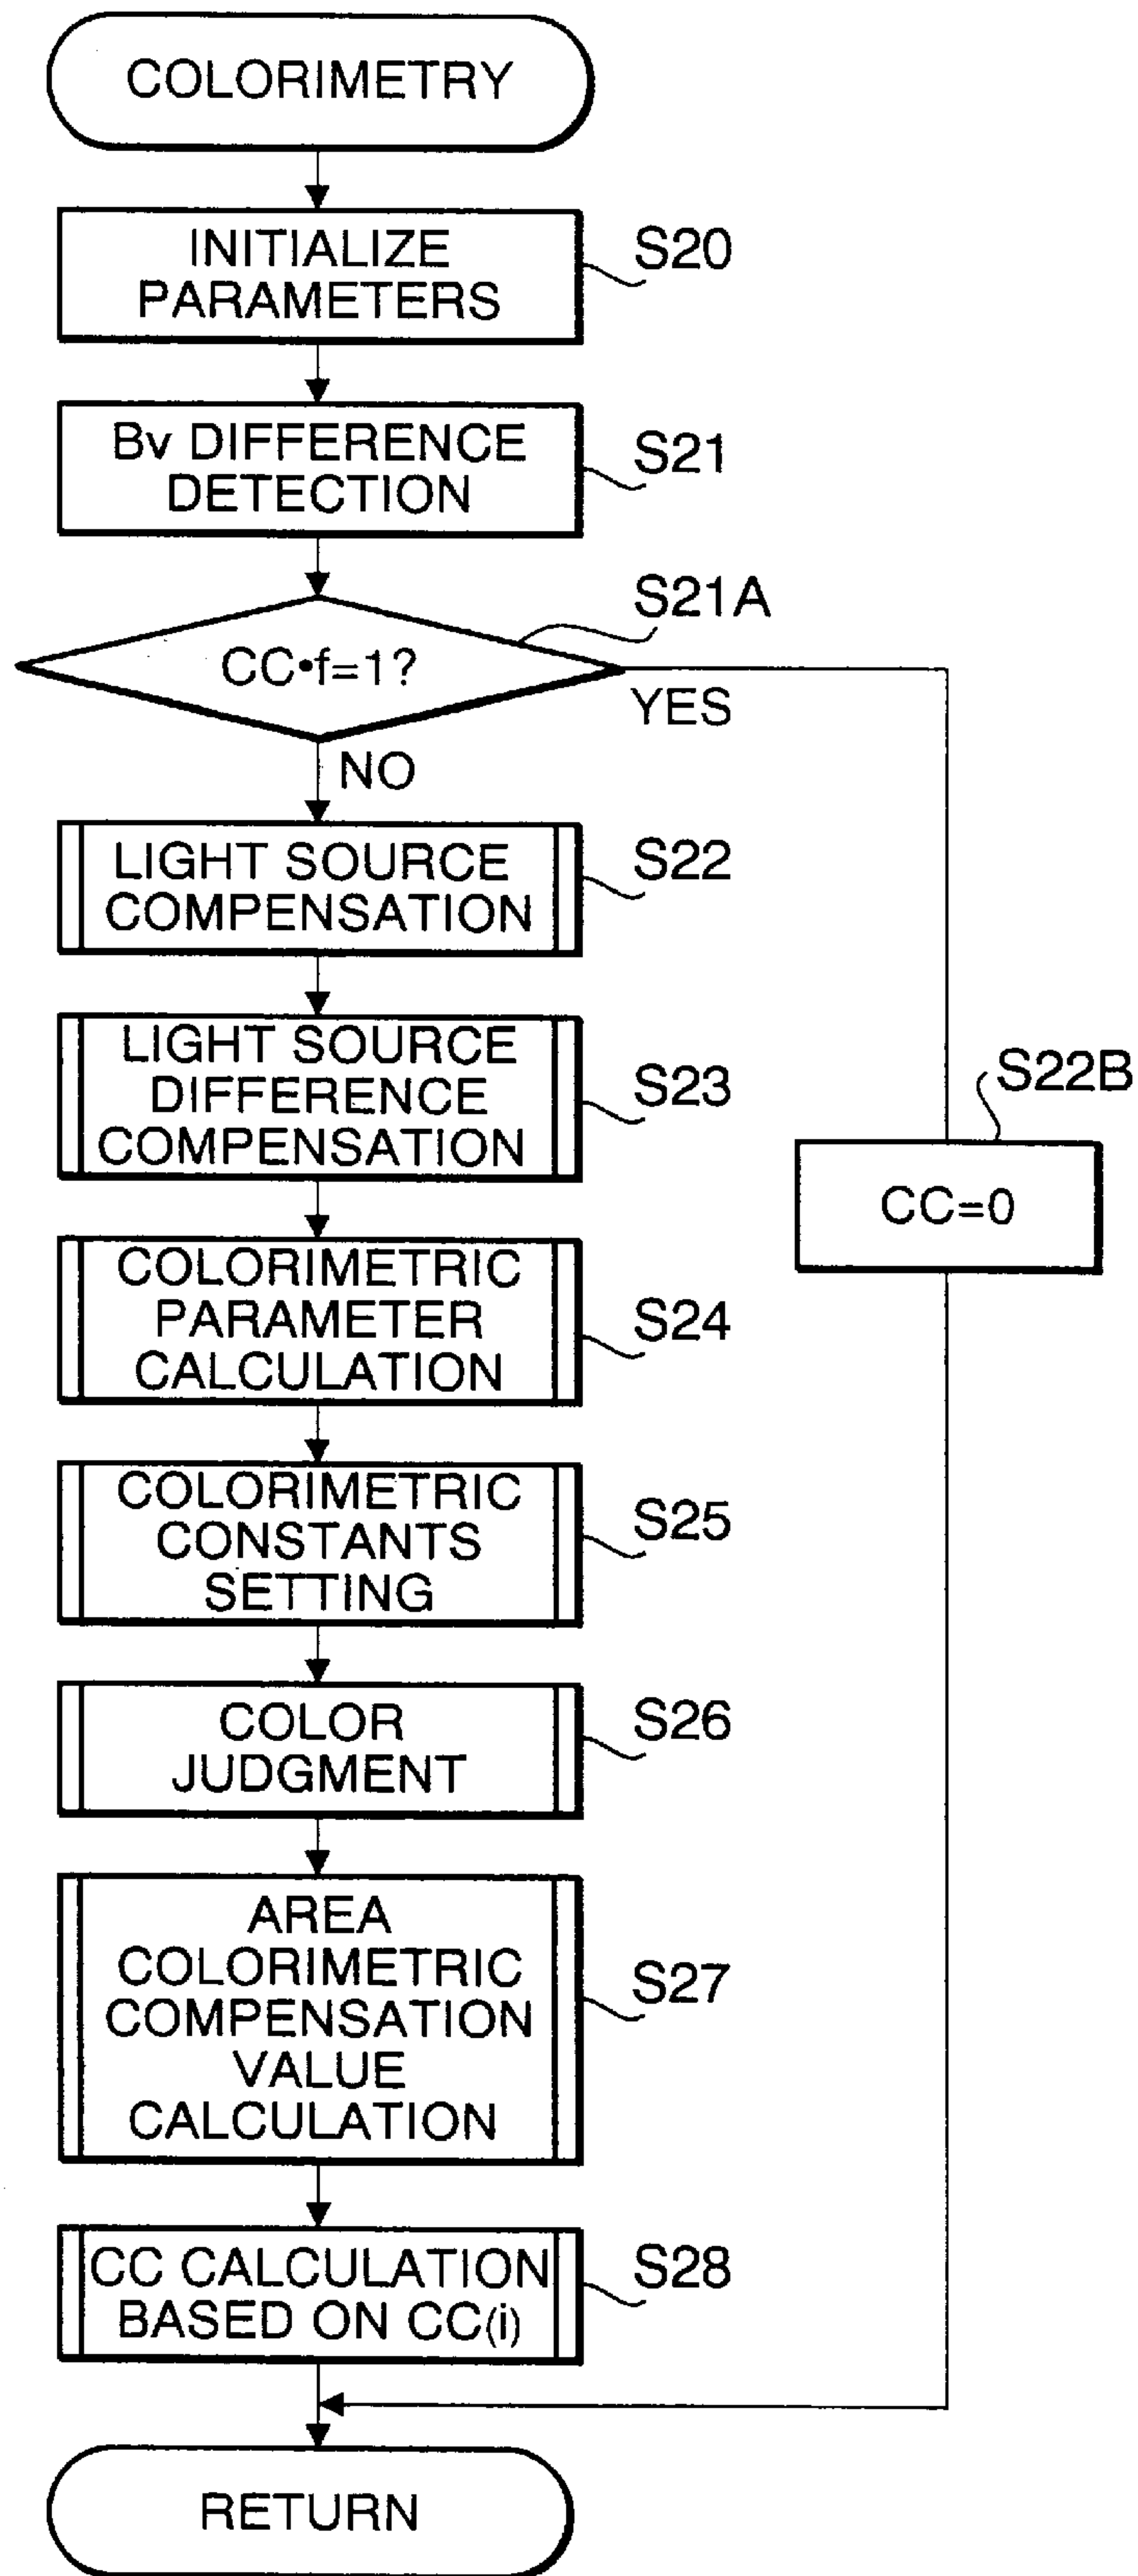 COLORIMETRY
INITIALIZE
PARAMETERS
S20
Bv DIFFERENCE
DETECTION
S21
S21A
CC•f=1?
YES
NO
LIGHT SOURCE
COMPENSATION
S22
LIGHT SOURCE
DIFFERENCE
COMPENSATION
S23
S22B
CC=0
COLORIMETRIC
PARAMETER
CALCULATION
S24
COLORIMETRIC
CONSTANTS
SETTING
S25
COLOR
JUDGMENT
S26
AREA
COLORIMETRIC
COMPENSATION
VALUE
CALCULATION
S27
CC CALCULATION
BASED ON CC(i)
S28
RETURN